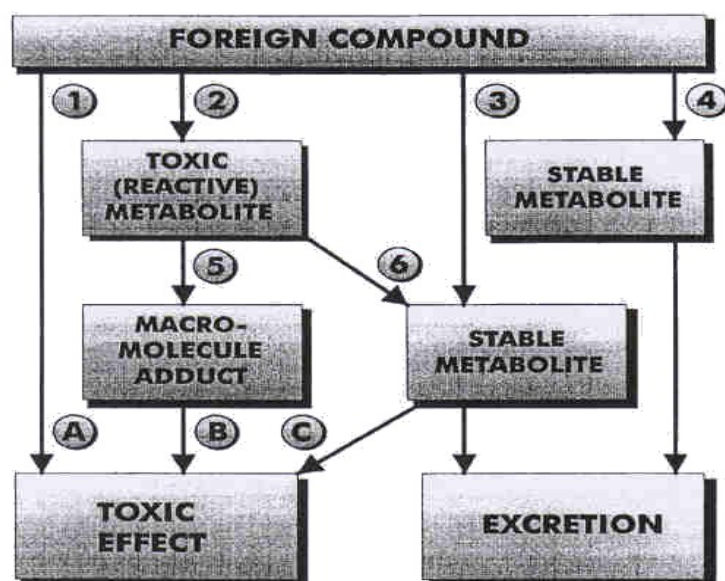 FOREIGN COMPOUND
1
2
3
4
TOXIC
(REACTIVE)
METABOLITE
STABLE
METABOLITE
5
6
MACRO-
MOLECULE
ADDUCT
STABLE
METABOLITE
A
B
C
TOXIC
EFFECT
EXCRETION